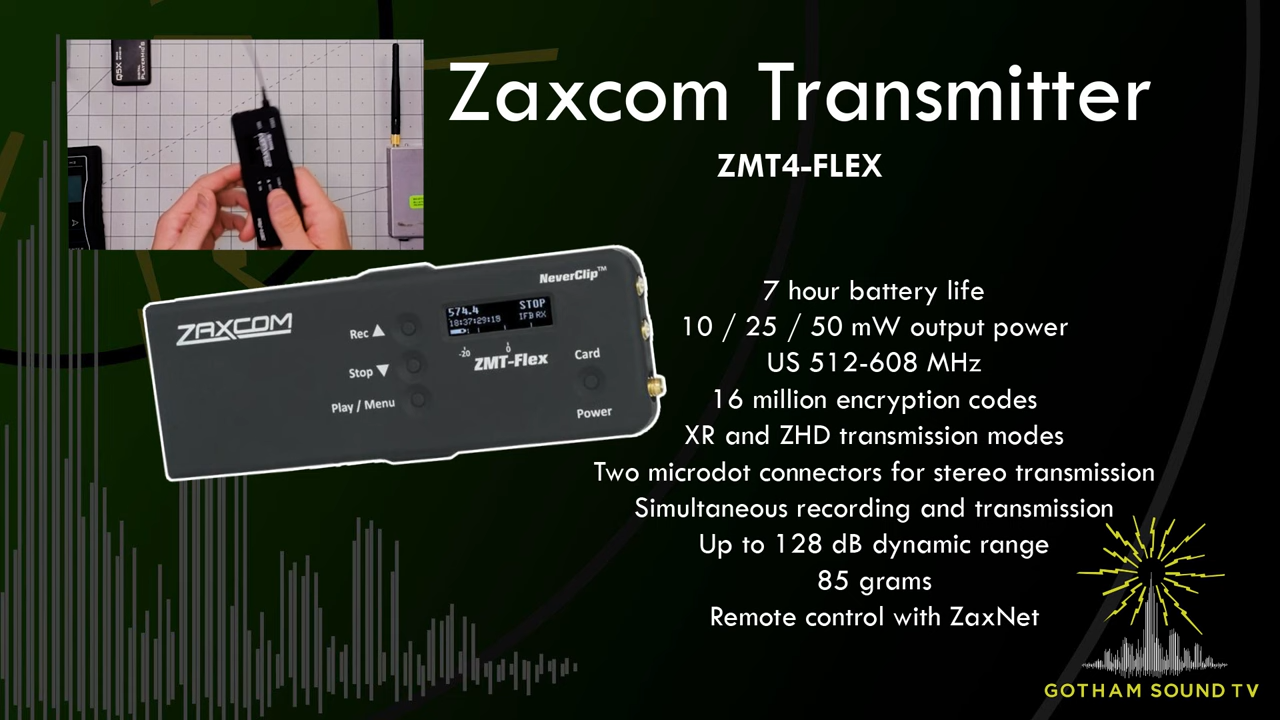 Zaxcom Transmitter
ZMT4-FLEX
ZAXCOM
NeverClip™
Rec ▲
Stop ▼
Play / Menu
574.4 STOP
18:37:29:19 IFB RX
-20 0
ZMT-Flex
Card
Power
7 hour battery life
10 / 25 / 50 mW output power
US 512-608 MHz
16 million encryption codes
XR and ZHD transmission modes
Two microdot connectors for stereo transmission
Simultaneous recording and transmission
Up to 128 dB dynamic range
85 grams
Remote control with ZaxNet
GOTHAM SOUND TV